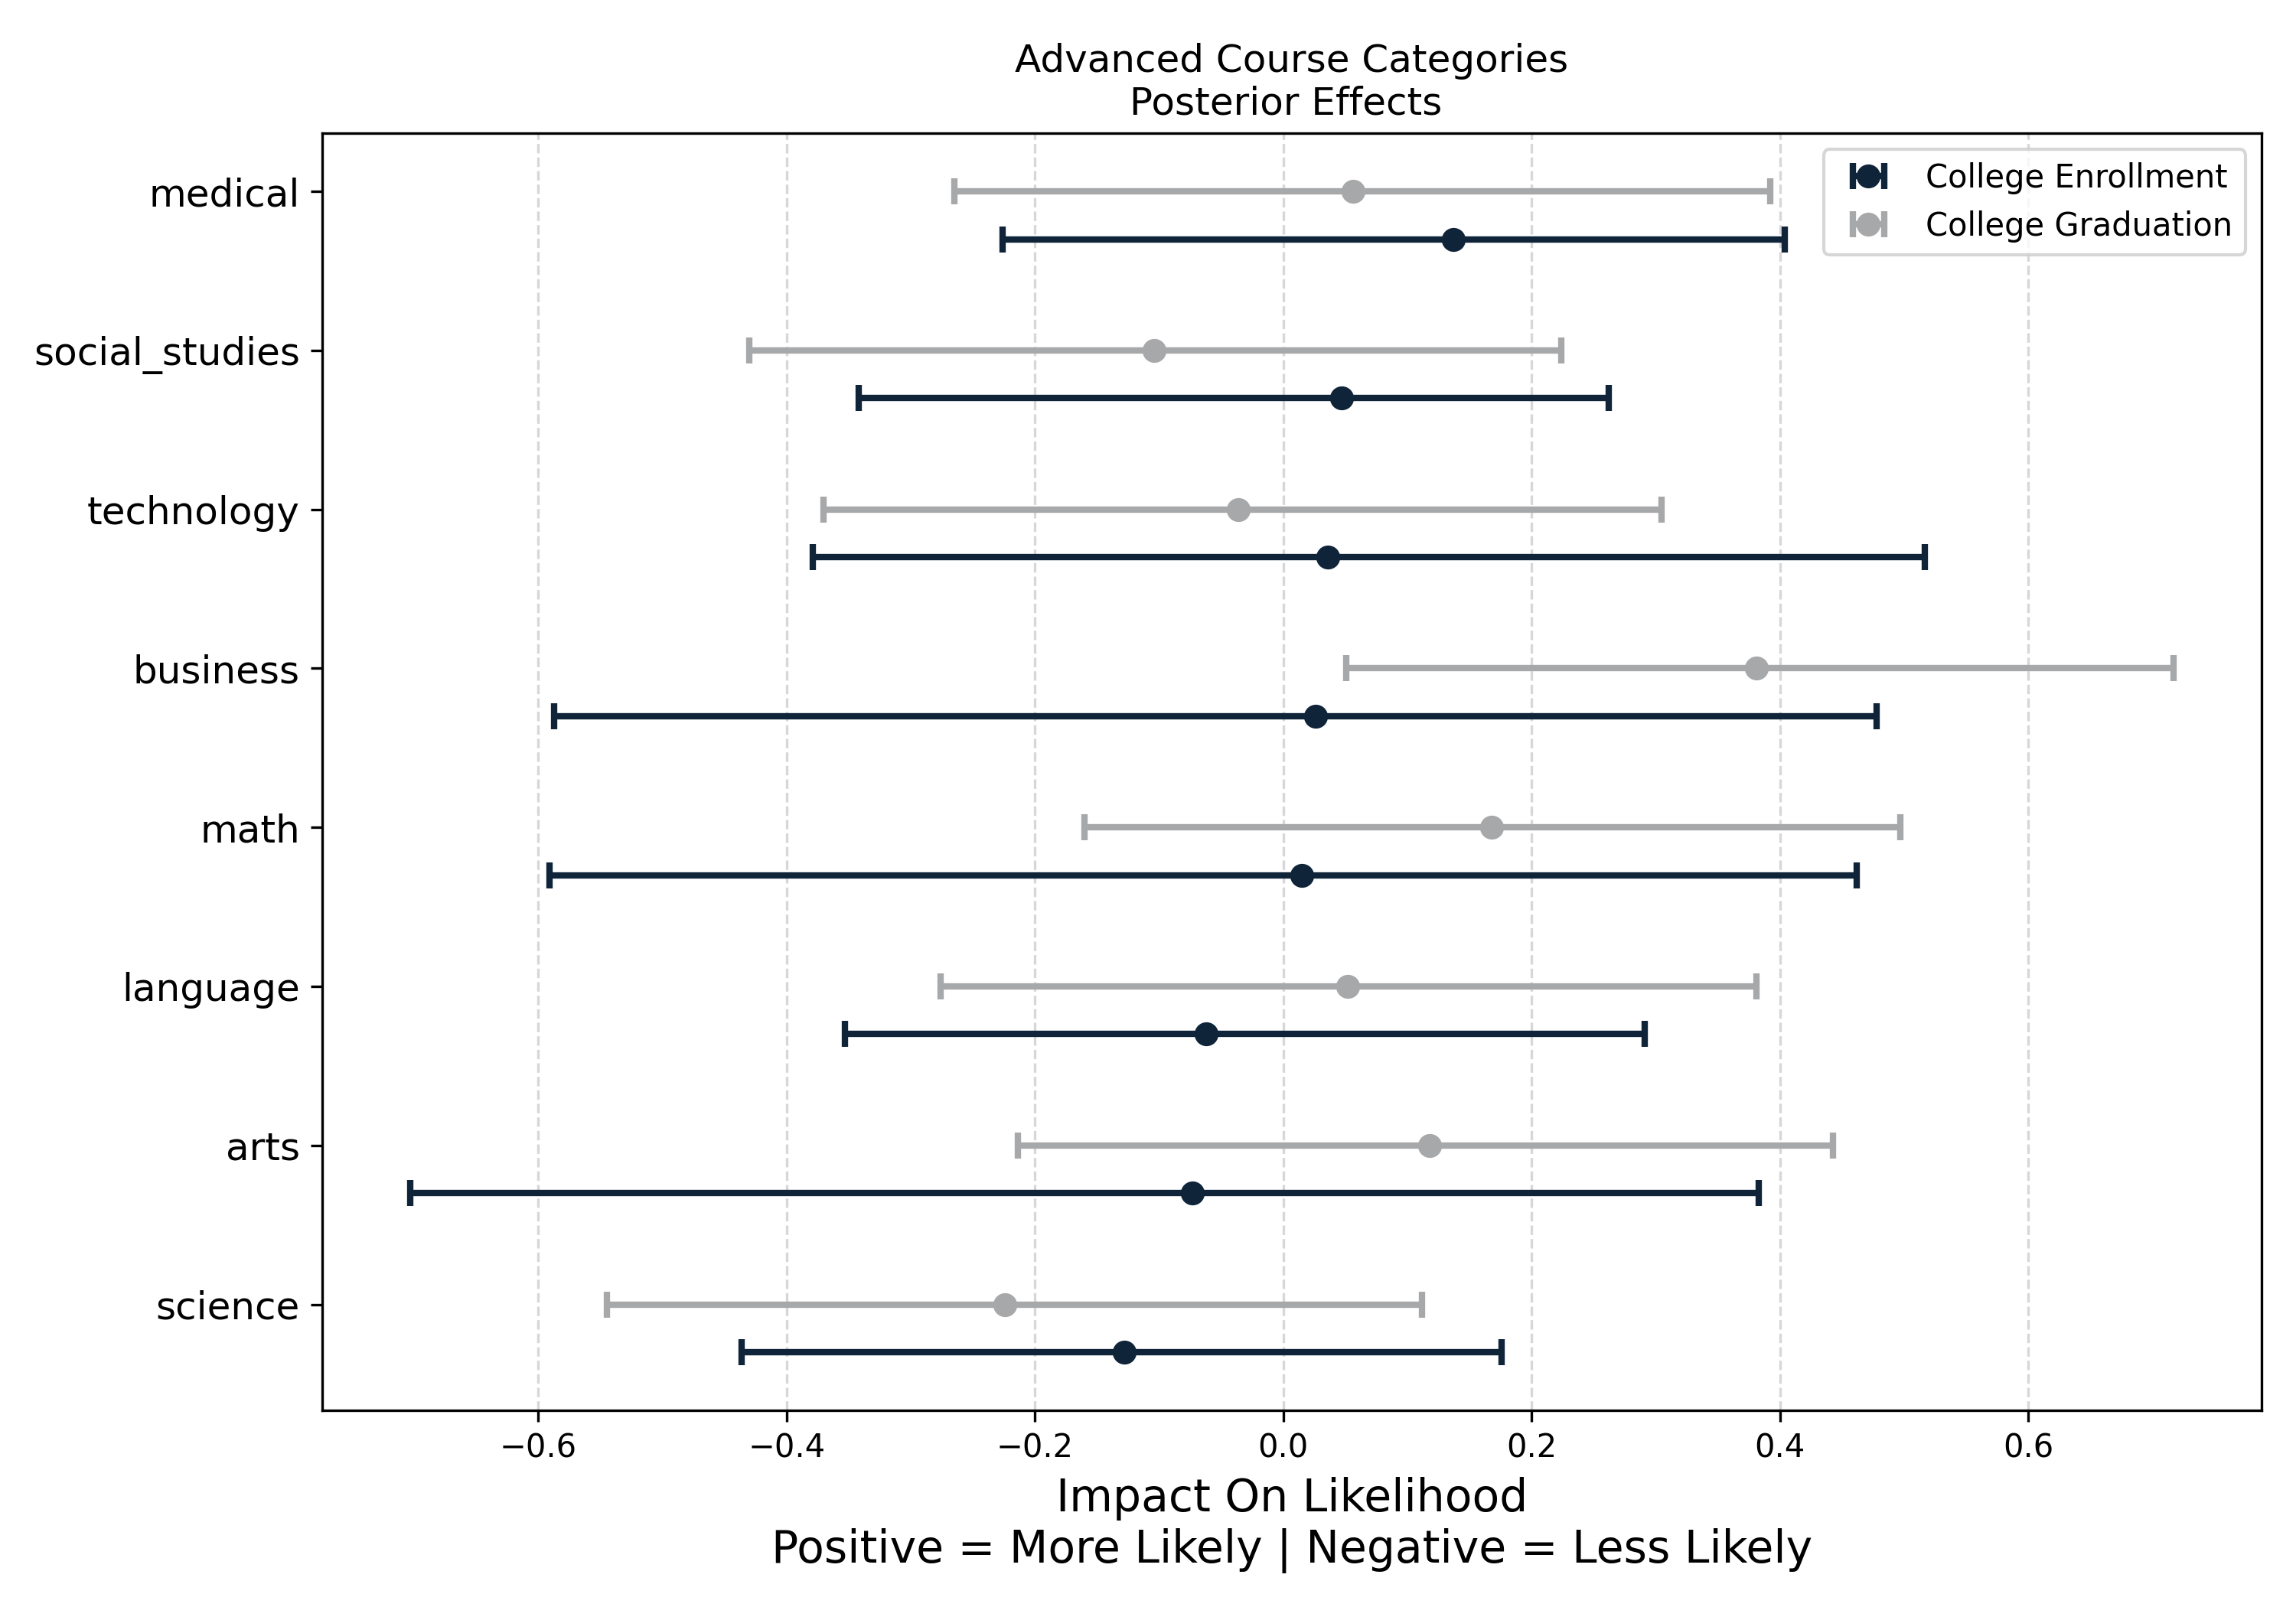 Advanced Course Categories
Posterior Effects
College Enrollment
College Graduation
medical
social_studies
technology
business
math
language
arts
science
−0.6 −0.4 −0.2 0.0 0.2 0.4 0.6
Impact On Likelihood
Positive = More Likely | Negative = Less Likely